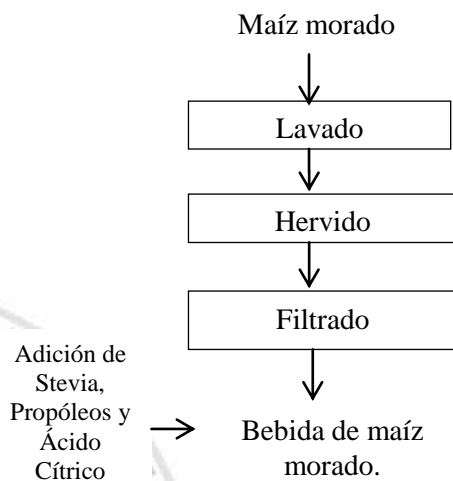 Maíz morado
Lavado
Hervido
Filtrado
Adición de
Stevia,
Propóleos y
Ácido
Cítrico
Bebida de maíz
morado.